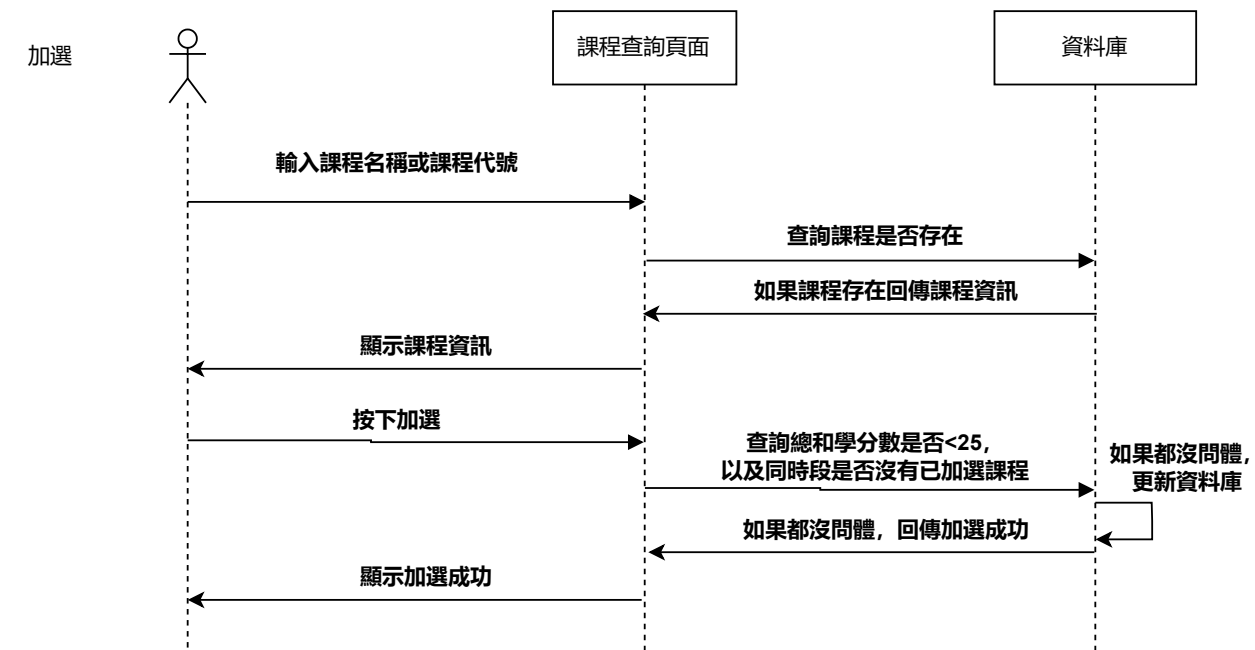 加選
課程查詢頁面
資料庫
輸入課程名稱或課程代號
查詢課程是否存在
如果課程存在回傳課程資訊
顯示課程資訊
按下加選
查詢總和學分數是否<25,
以及同時段是否沒有已加選課程
如果都沒問體,
更新資料庫
如果都沒問體，回傳加選成功
顯示加選成功